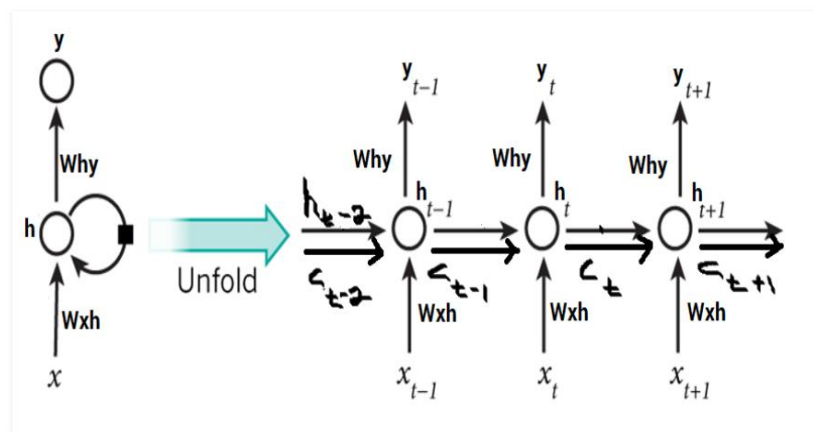 y
Why
h
Wxh
x
Unfold
y t-1
y t
y t+1
Why
Why
Why
h t-2
h t-1
h t
h t+1
c t-2
c t-1
c t
c t+1
Wxh
Wxh
Wxh
x t-1
x t
x t+1